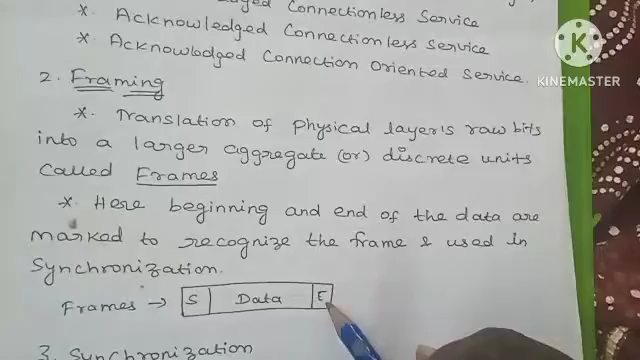 Connectionless Service
* Acknowledged Connectionless Service
* Acknowledged Connection Oriented Service.
2. Framing
* Translation of physical layer's raw bits
into a larger aggregate (or) discrete units
Called Frames
* Here beginning and end of the data are
marked to recognize the frame & used in
Synchronization.
Frames → S Data E
3. Synchronization
K
KINEMASTER